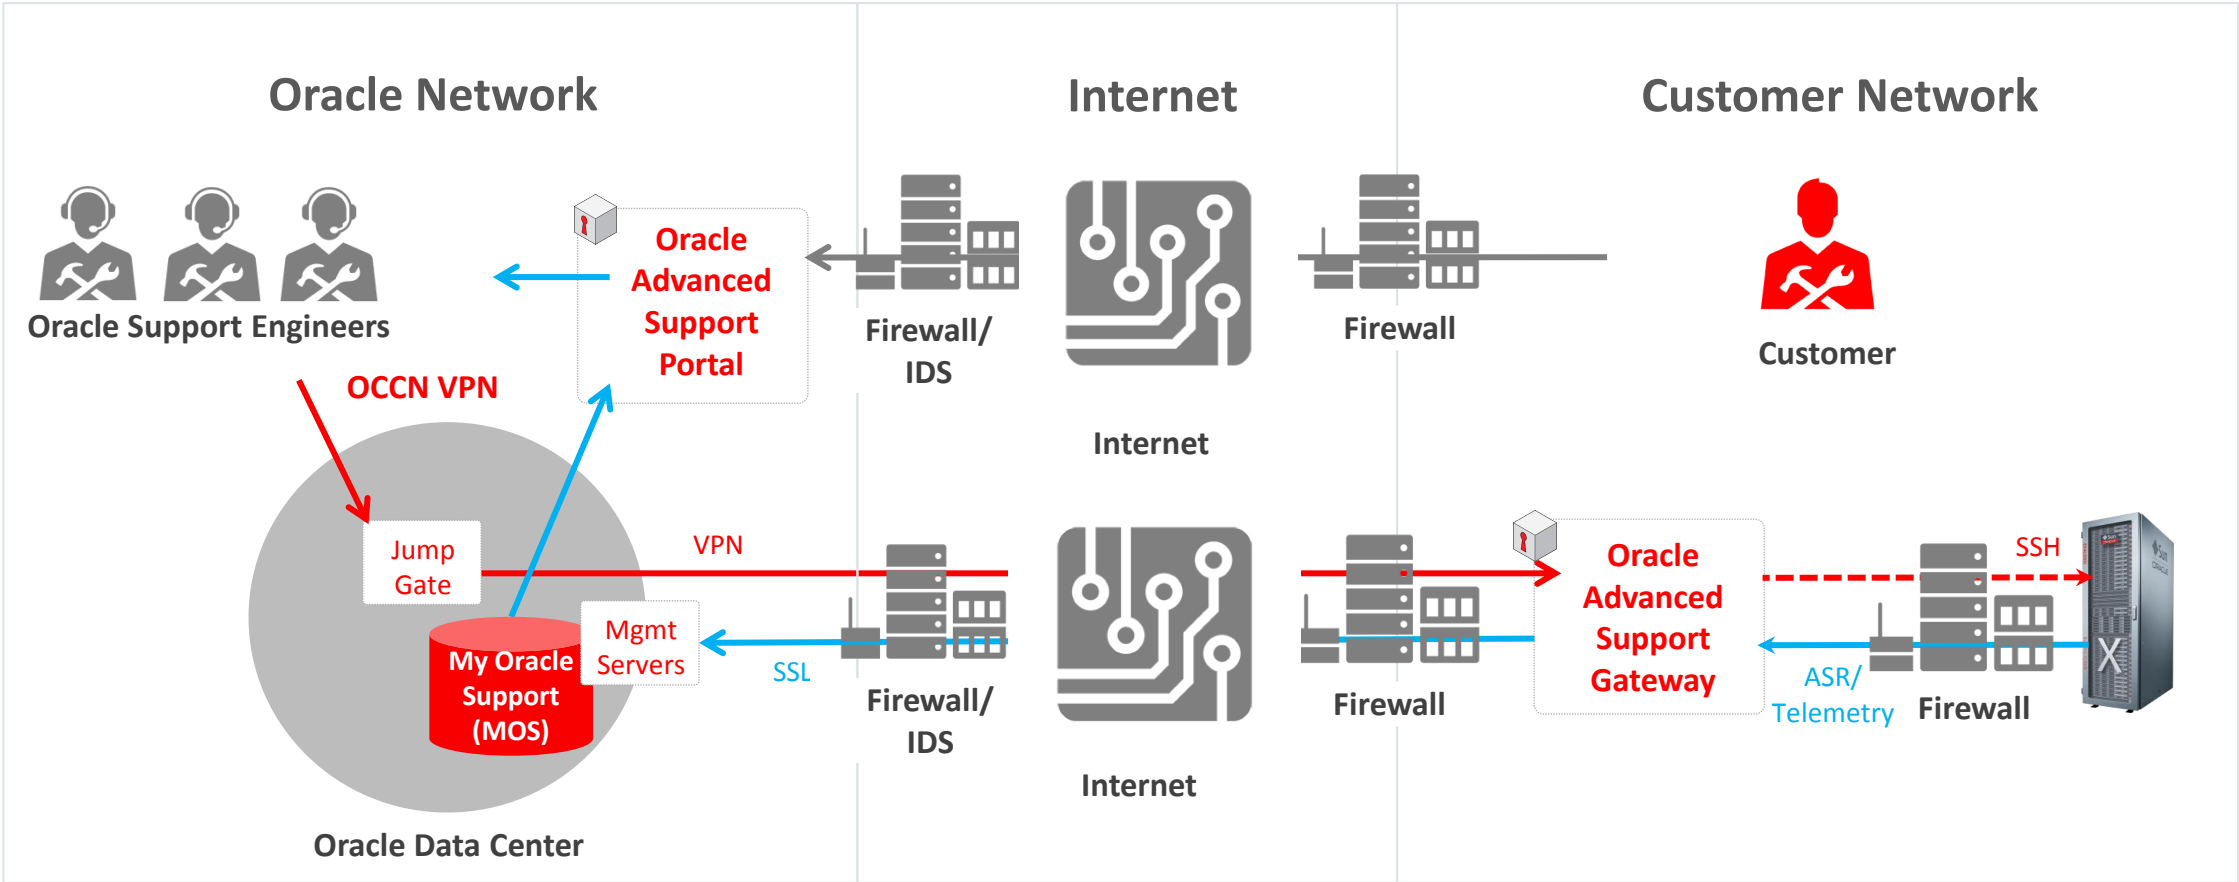 Oracle Network
Internet
Customer Network
Oracle
Advanced
Support
Portal
Oracle Support Engineers
Firewall/
IDS
Firewall
Customer
OCCN VPN
Internet
Jump
Gate
VPN
Oracle
Advanced
Support
Gateway
SSH
Sun
ORACLE
Mgmt
Servers
My Oracle
Support
(MOS)
SSL
Firewall/
IDS
Firewall
ASR/
Telemetry
Firewall
X
Internet
Oracle Data Center